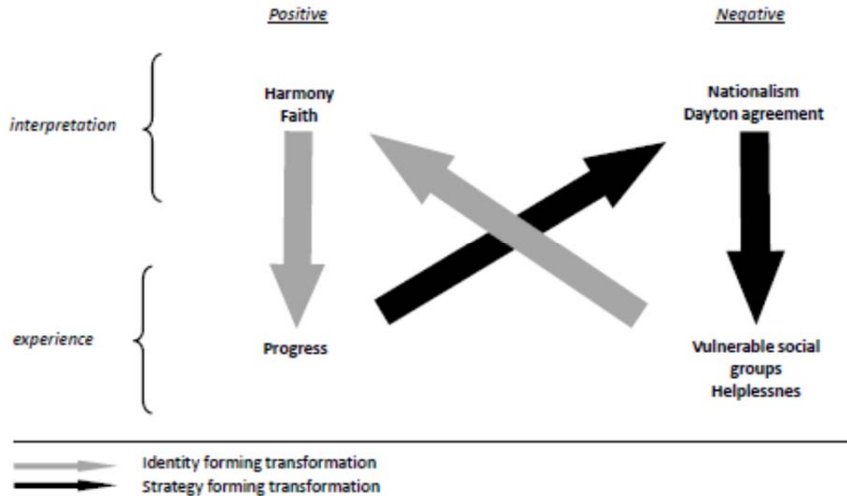 Positive
Negative
Harmony
Faith
Nationalism
Dayton agreement
interpretation
experience
Progress
Vulnerable social
groups
Helplessnes
Identity forming transformation
Strategy forming transformation